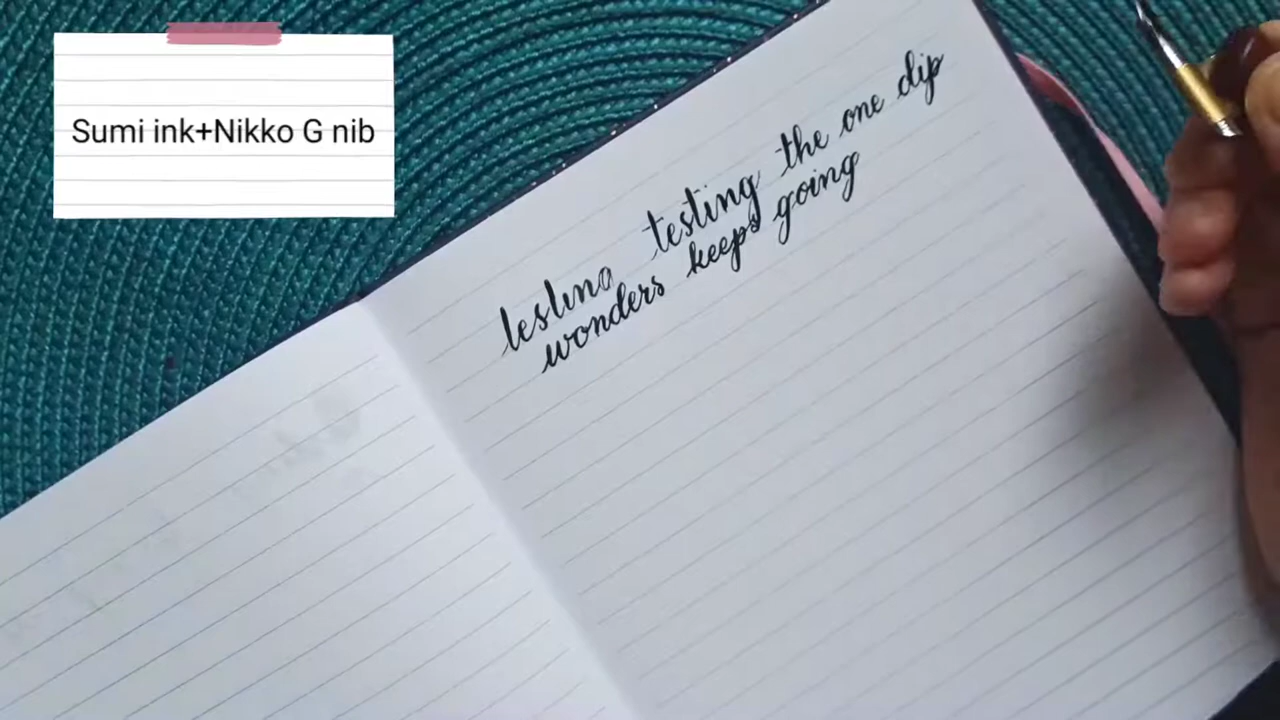 Sumi ink+Nikko G nib
testing testing the one dip
wonders keeps going